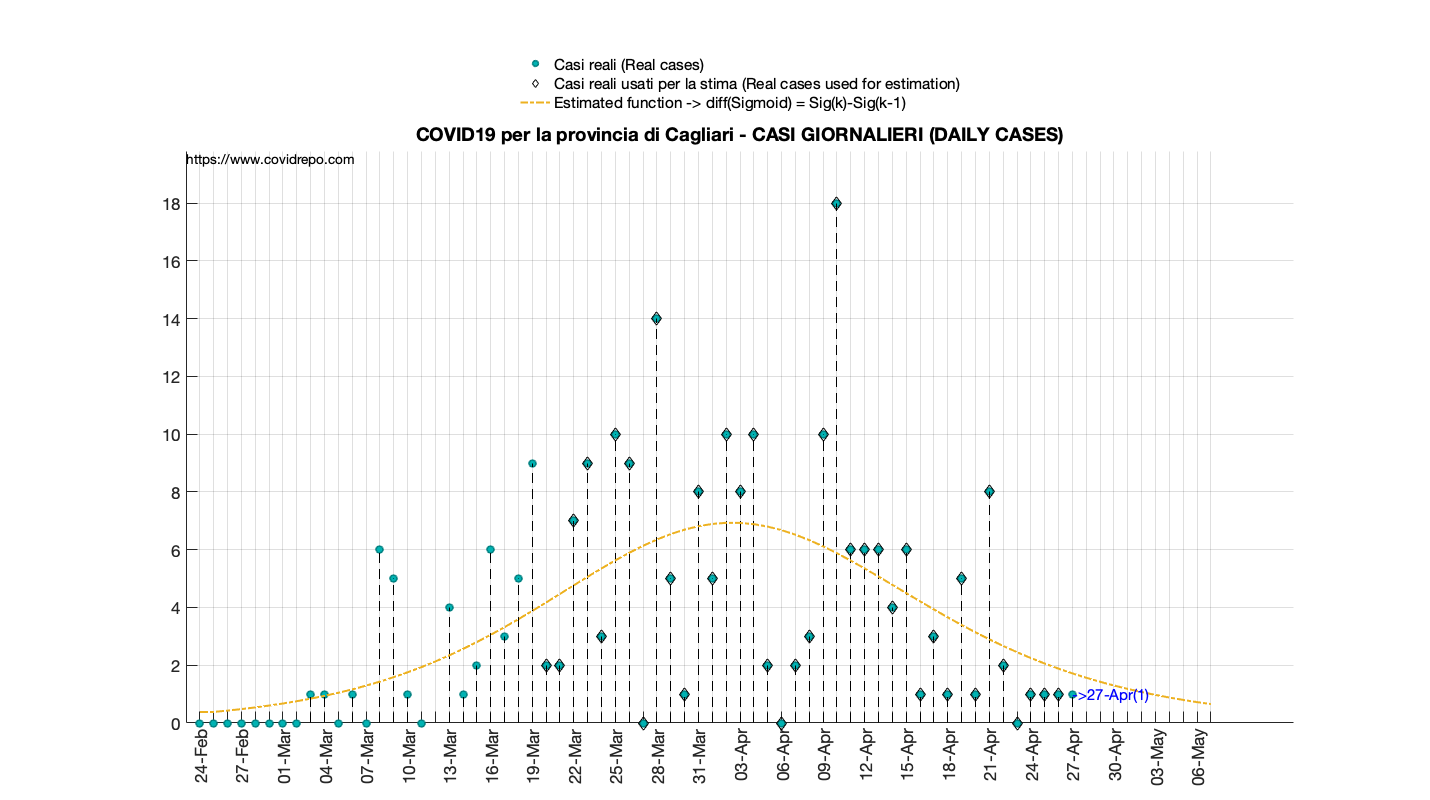 Casi reali (Real cases)
Casi reali usati per la stima (Real cases used for estimation)
Estimated function -> diff(Sigmoid) = Sig(k)-Sig(k-1)
COVID19 per la provincia di Cagliari - CASI GIORNALIERI (DAILY CASES)
https://www.covidrepo.com
18
16
14
12
10
8
6
4
2
0
>27-Apr(1)
24-Feb
27-Feb
01-Mar
04-Mar
07-Mar
10-Mar
13-Mar
16-Mar
19-Mar
22-Mar
25-Mar
28-Mar
31-Mar
03-Apr
06-Apr
09-Apr
12-Apr
15-Apr
18-Apr
21-Apr
24-Apr
27-Apr
30-Apr
03-May
06-May